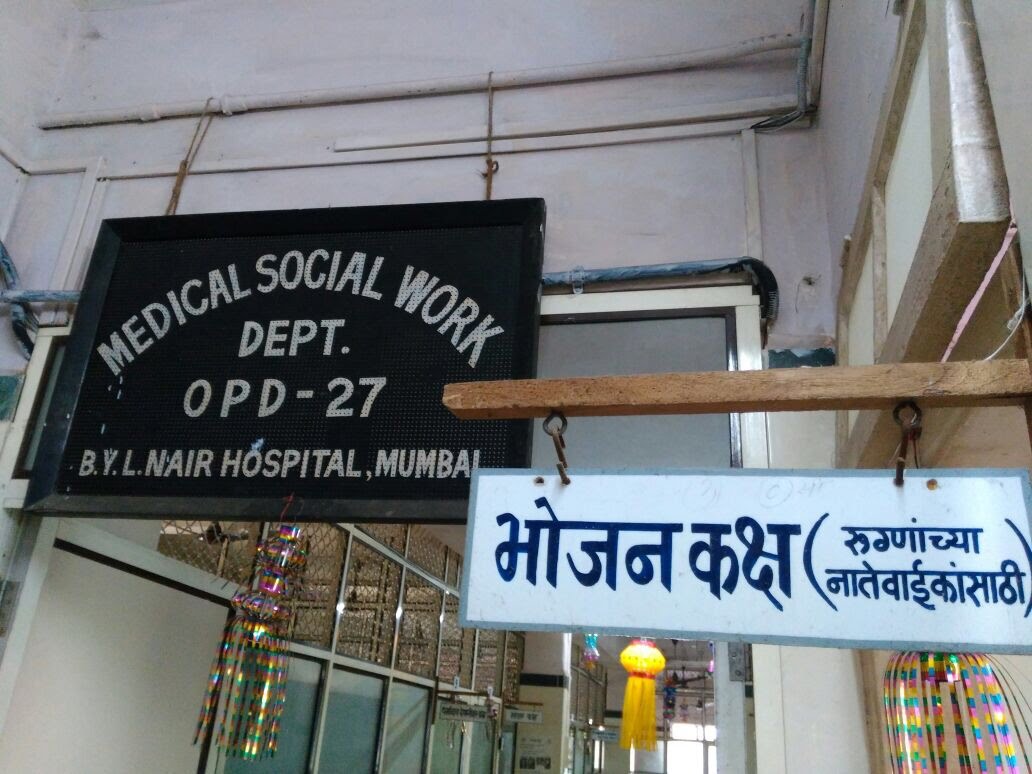 MEDICAL SOCIAL WORK
DEPT.
OPD-27
B.Y.L.NAIR HOSPITAL, MUMBAI
भोजन कक्ष (रुग्णांच्या
नातेवाईकांसाठी)